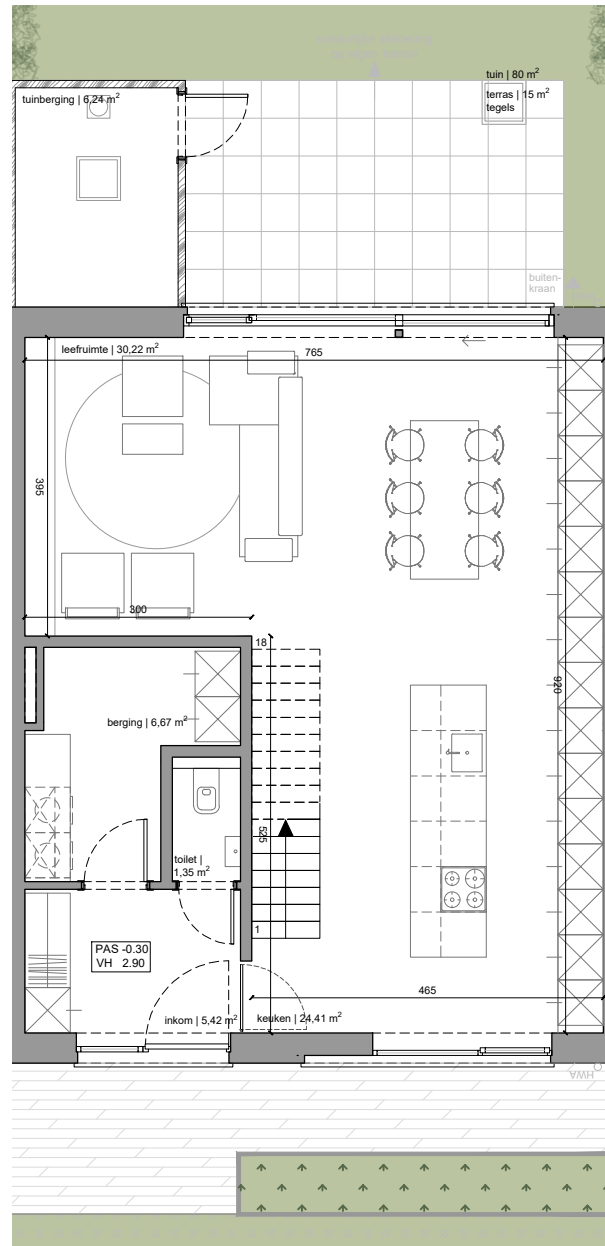 tuin | 80 m²
tuinberging | 6,24 m²
terras | 15 m²
tegels
buiten-
kraan
leefruimte | 30,22 m²
765
395
300
18
berging | 6,67 m²
920
525
toilet |
1,35 m²
1
PAS -0.30
VH 2.90
465
inkom | 5,42 m²
keuken | 24,41 m²
HWA